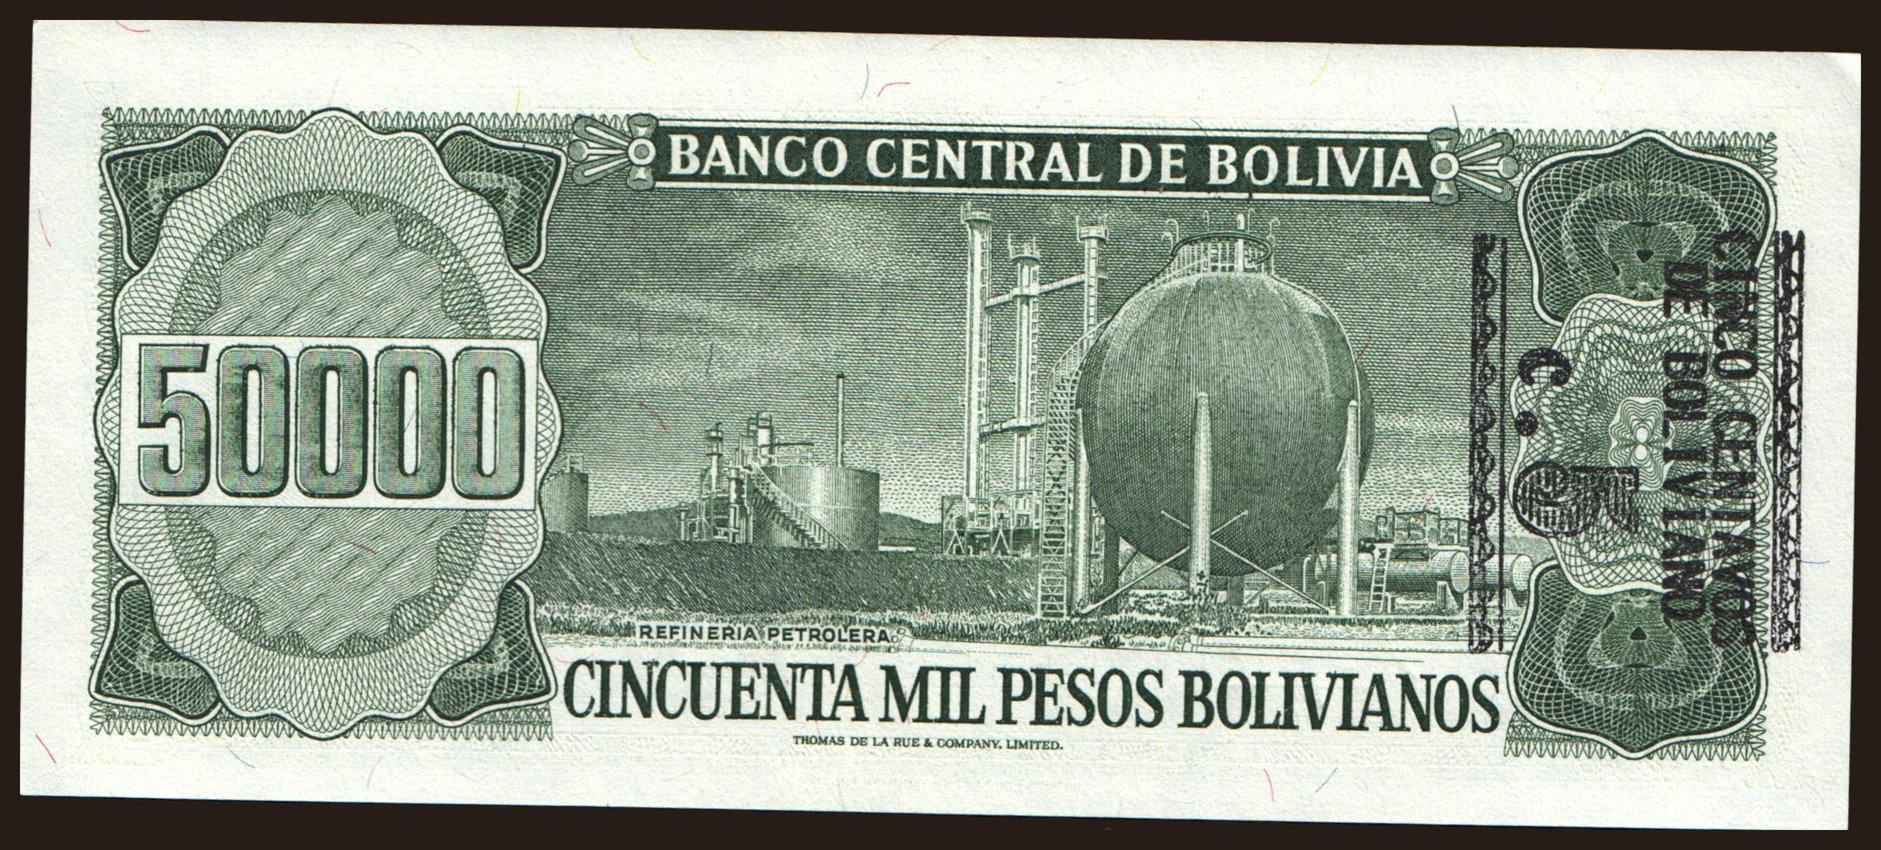 BANCO CENTRAL DE BOLIVIA
50000
REFINERIA PETROLERA
CINCUENTA MIL PESOS BOLIVIANOS
THOMAS DE LA RUE & COMPANY, LIMITED.
CINCO CENTAVOS
DE BOLIVIANO
5 C.